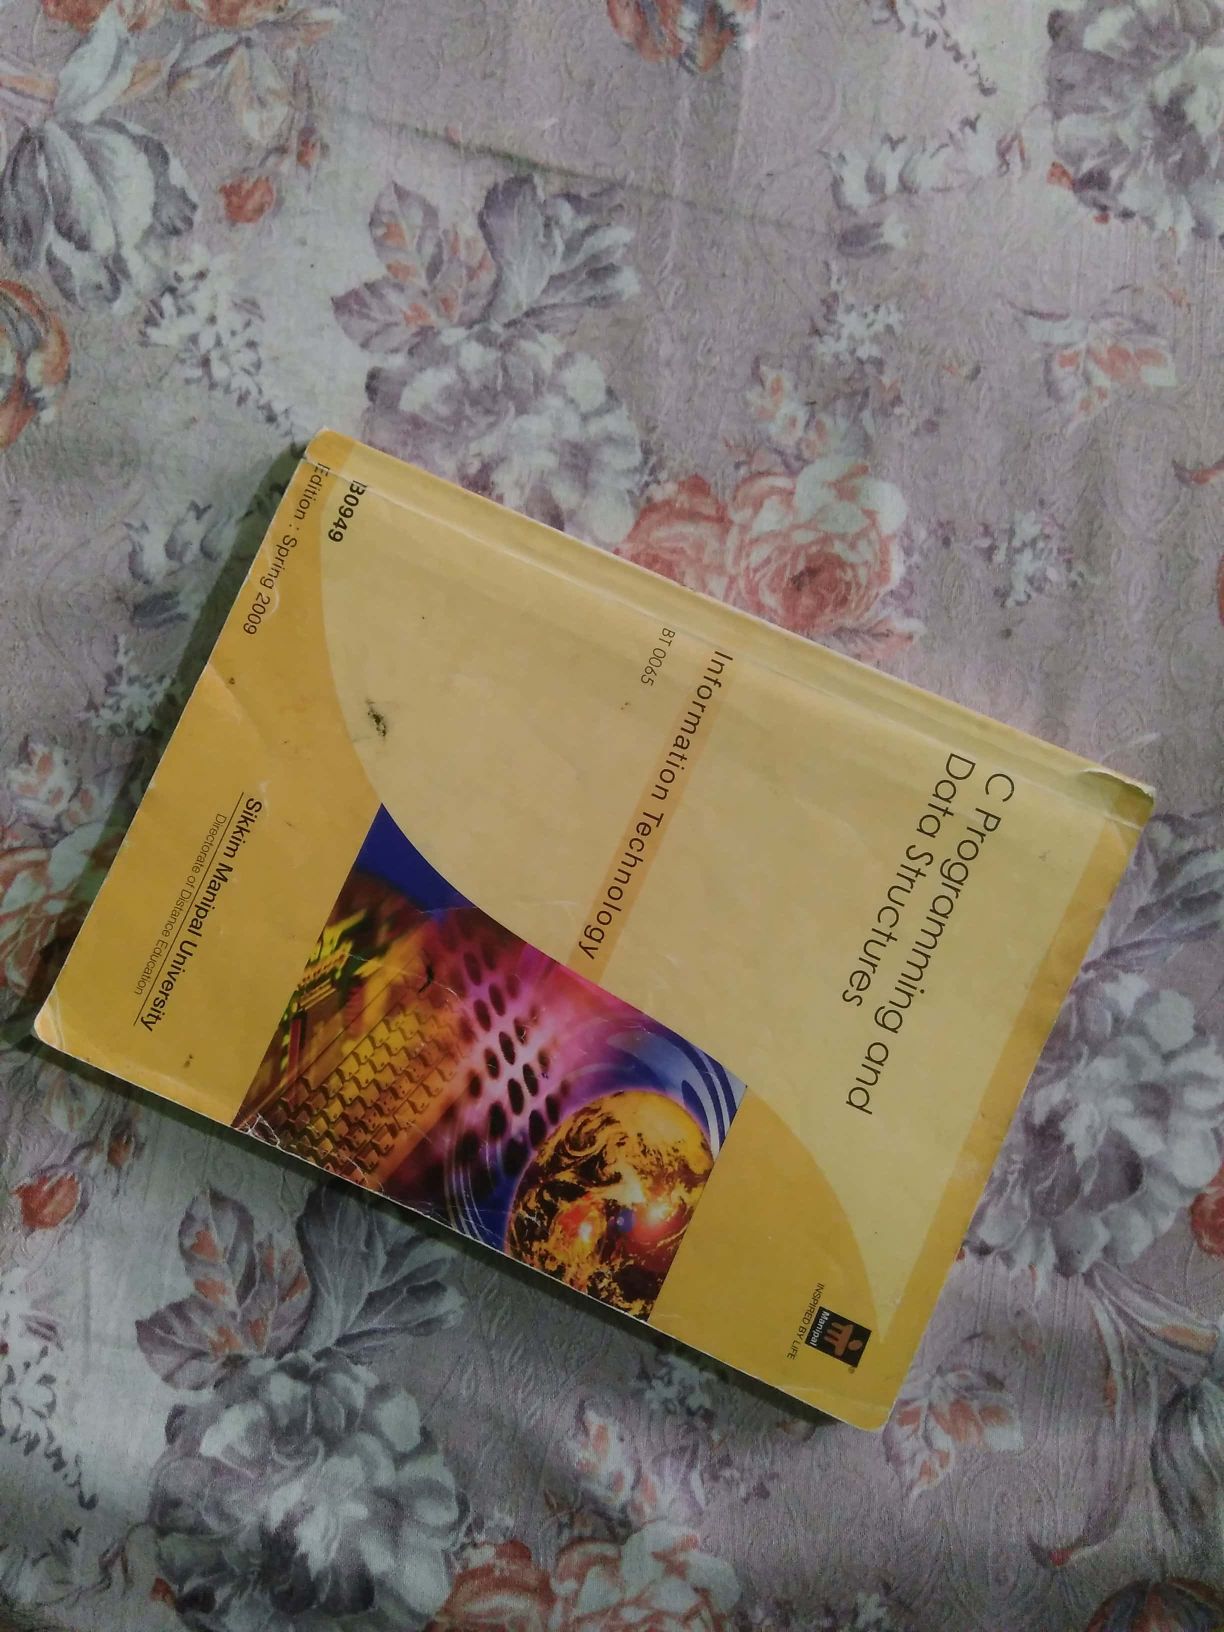 C Programming and
Data Structures
Information Technology
BT 0065
Manipal
INSPIRED BY LIFE
B0949
Edition : Spring 2009
Sikkim Manipal University
Directorate of Distance Education